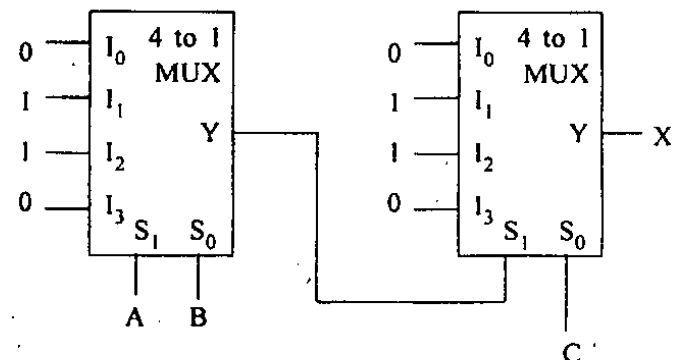 0 I₀ 4 to 1 MUX
1 I₁
1 I₂
0 I₃
Y
S₁ S₀
A B
0 I₀ 4 to 1 MUX
1 I₁
1 I₂
0 I₃
Y X
S₁ S₀
C